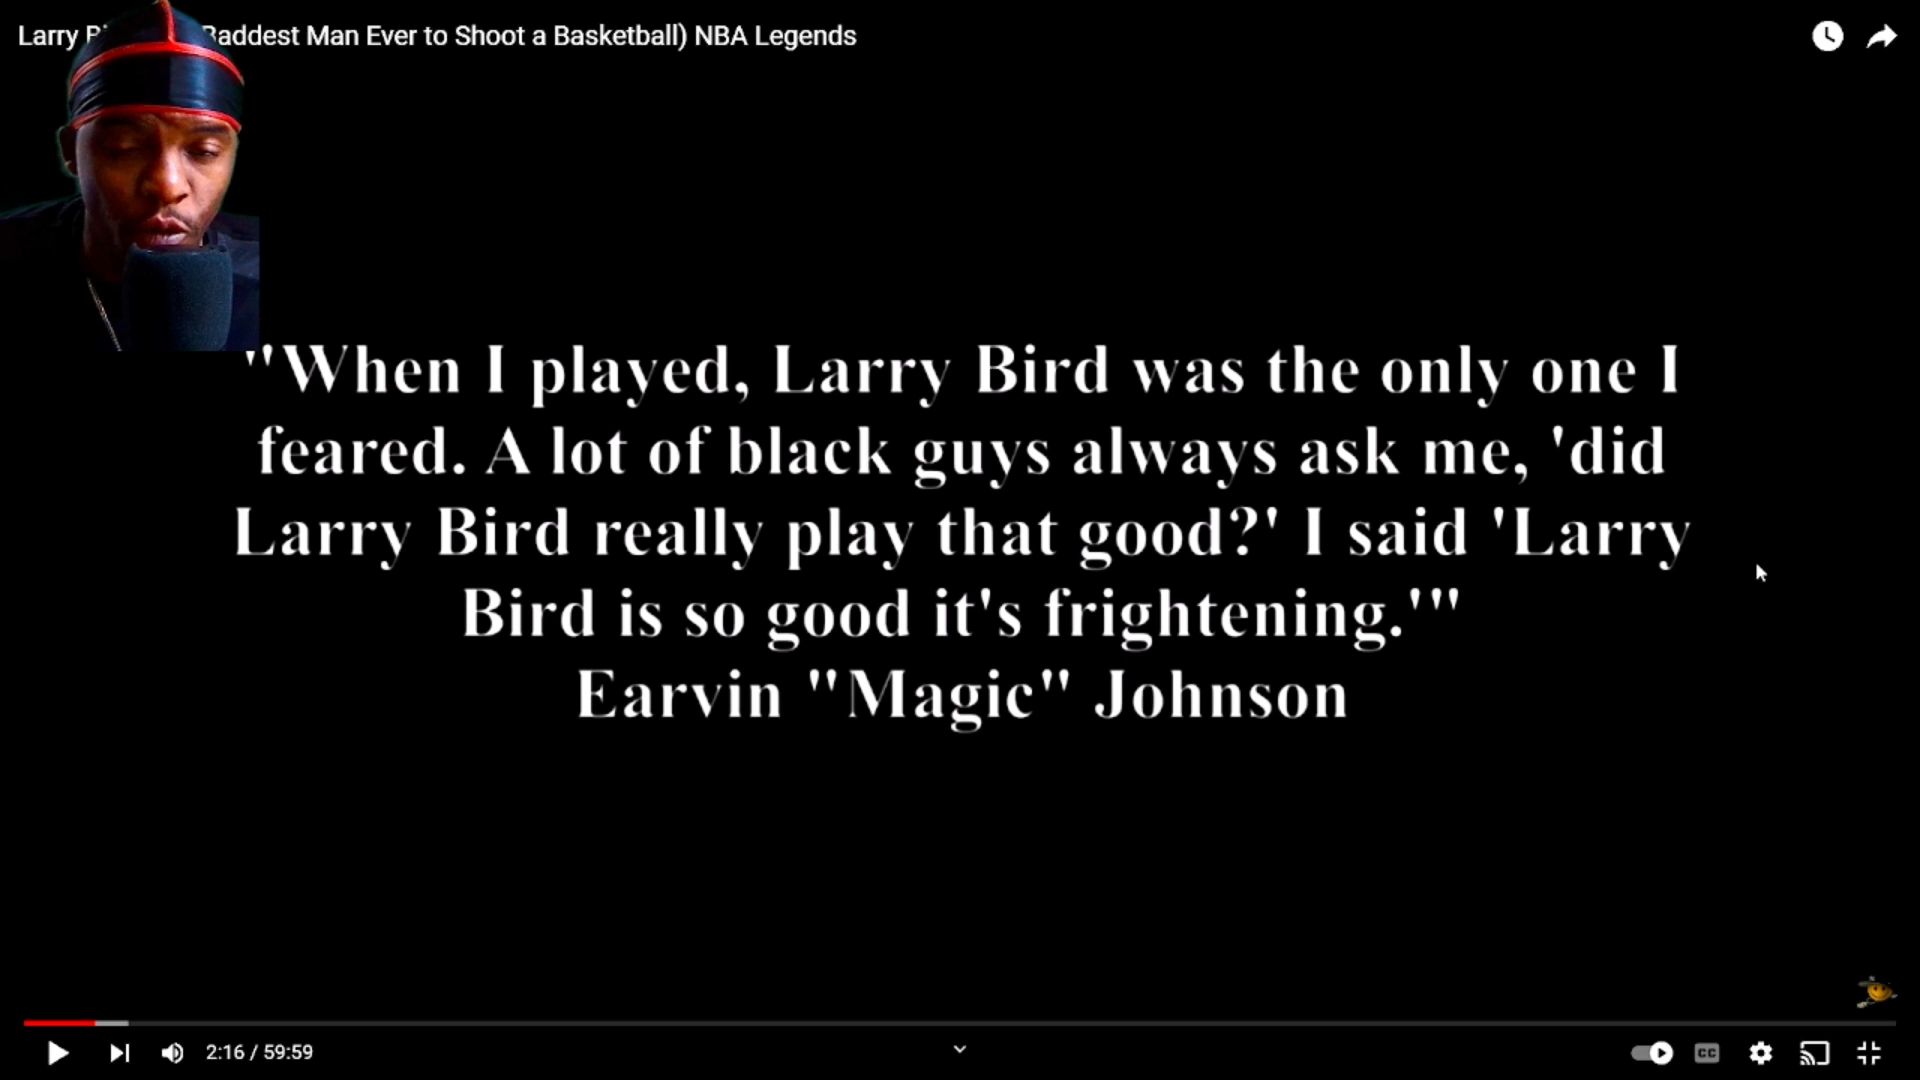 Larry Baddest Man Ever to Shoot a Basketball) NBA Legends
"When I played, Larry Bird was the only one I
feared. A lot of black guys always ask me, 'did
Larry Bird really play that good?' I said 'Larry
Bird is so good it's frightening.'"
Earvin "Magic" Johnson
2:16 / 59:59
CC